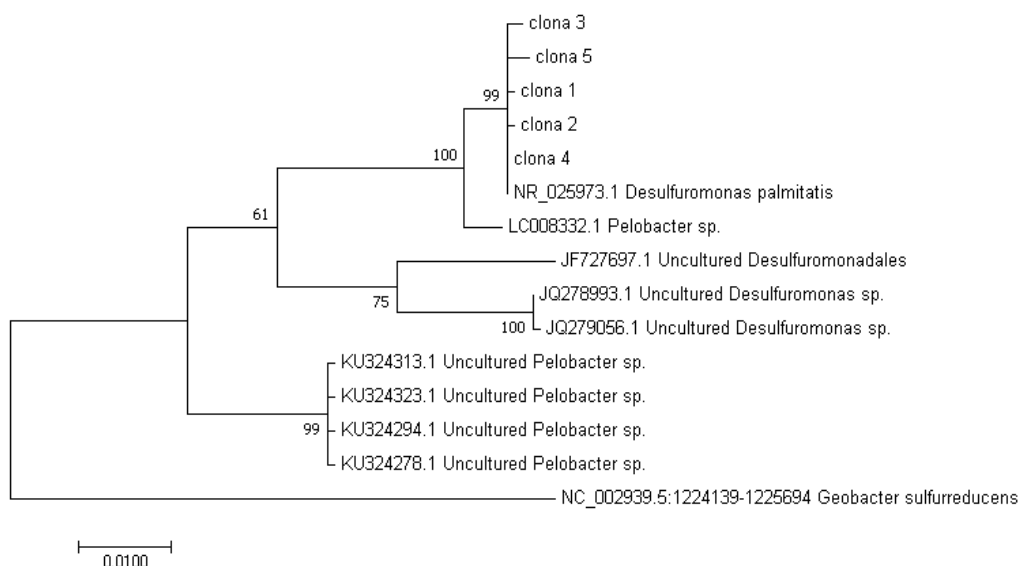 clona 3
clona 5
99
clona 1
clona 2
100
clona 4
NR_025973.1 Desulfuromonas palmitatis
61
LC008332.1 Pelobacter sp.
JF727697.1 Uncultured Desulfuromonadales
75
JQ278993.1 Uncultured Desulfuromonas sp.
100
JQ279056.1 Uncultured Desulfuromonas sp.
KU324313.1 Uncultured Pelobacter sp.
KU324323.1 Uncultured Pelobacter sp.
99
KU324294.1 Uncultured Pelobacter sp.
KU324278.1 Uncultured Pelobacter sp.
NC_002939.5:1224139-1225694 Geobacter sulfurreducens
0.0100